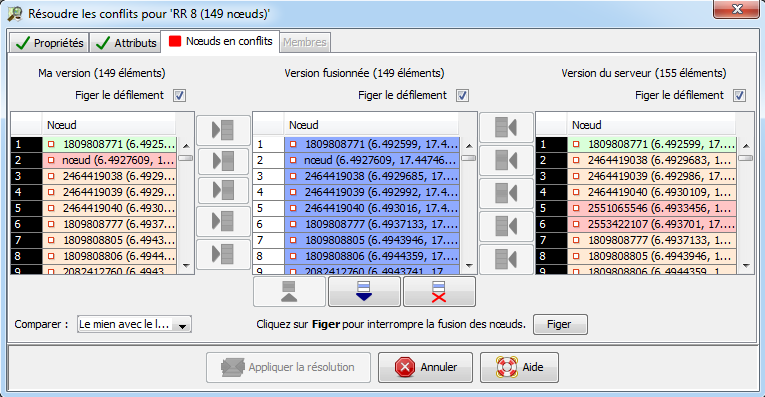 Résoudre les conflits pour 'RR 8 (149 nœuds)'
Propriétés Attributs Nœuds en conflits Membres
Ma version (149 éléments) Version fusionnée (149 éléments) Version du serveur (155 éléments)
Figer le défilement Figer le défilement Figer le défilement
Nœud Nœud Nœud
1 1809808771 (6.4925... 1 1809808771 (6.492599, 17.... 1 1809808771 (6.492599, 17...
2 nœud (6.4927609, 1... 2 nœud (6.4927609, 17.44746... 2 2464419038 (6.4929683, 1...
3 2464419038 (6.4929... 3 2464419038 (6.4929685, 17.... 3 2464419039 (6.492986, 17....
4 2464419039 (6.4929... 4 2464419039 (6.492992, 17.4... 4 2464419040 (6.4930109, 1...
5 2464419040 (6.4930... 5 2464419040 (6.493016, 17.4... 5 2551065546 (6.4933456, 1...
6 1809808777 (6.4937... 6 1809808777 (6.4937133, 17.... 6 2553422107 (6.493701, 17....
7 1809808805 (6.4943... 7 1809808805 (6.4943946, 17.... 7 1809808777 (6.4937133, 1...
8 1809808806 (6.4944... 8 1809808806 (6.4944359, 17.... 8 1809808805 (6.4943946, 1...
9 2082412760 (6.4943... 9 2082412760 (6.4943741, 17... 9 1809808806 (6.4944359, 1...
Comparer : Le mien avec le l... Cliquez sur Figer pour interrompre la fusion des nœuds. Figer
Appliquer la résolution Annuler Aide